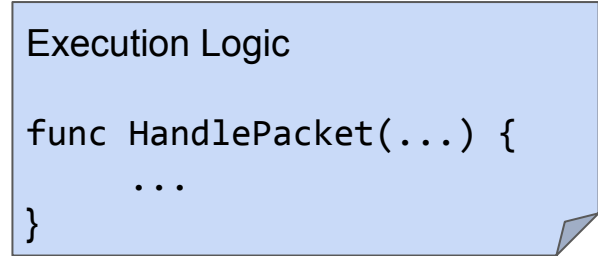 Execution Logic
func HandlePacket(...) {
...
}